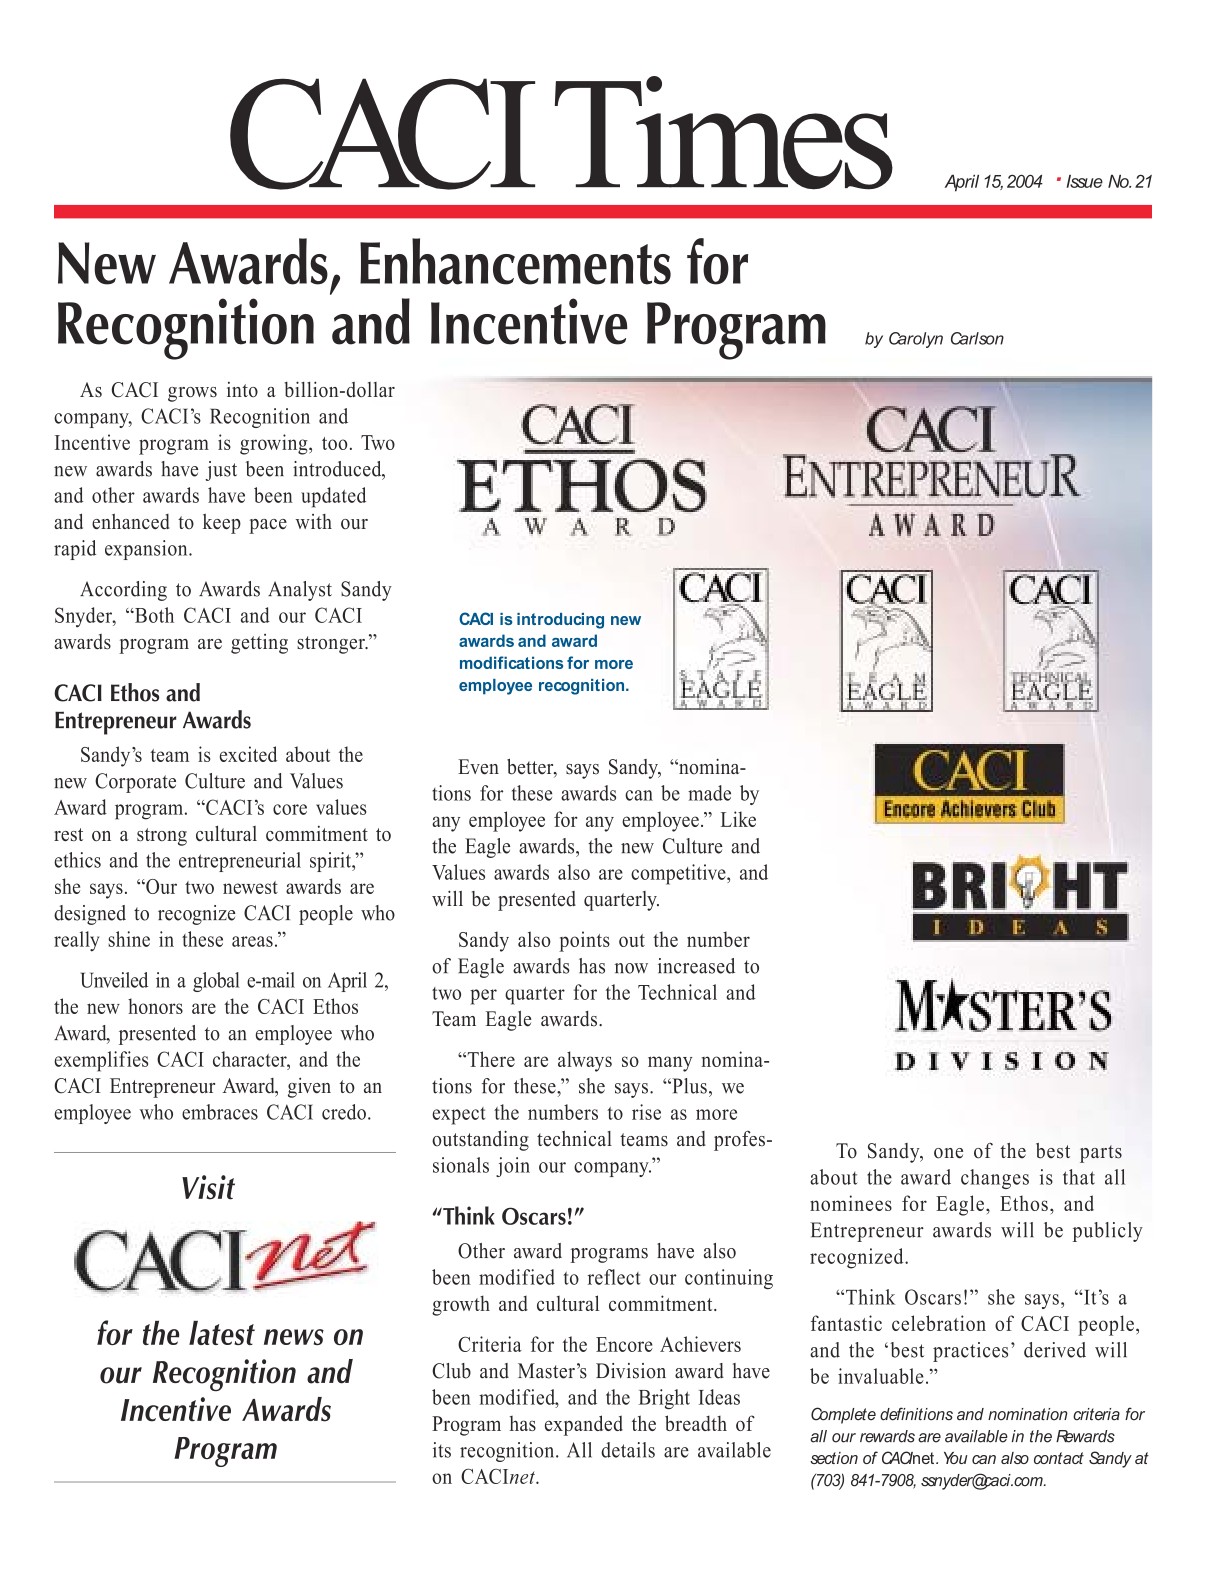 CACI Times
April 15, 2004 · Issue No. 21
New Awards, Enhancements for
Recognition and Incentive Program
by Carolyn Carlson
As CACI grows into a billion-dollar
company, CACI’s Recognition and
Incentive program is growing, too. Two
new awards have just been introduced,
and other awards have been updated
and enhanced to keep pace with our
rapid expansion.
According to Awards Analyst Sandy
Snyder, “Both CACI and our CACI
awards program are getting stronger.”
CACI Ethos and
Entrepreneur Awards
Sandy’s team is excited about the
new Corporate Culture and Values
Award program. “CACI’s core values
rest on a strong cultural commitment to
ethics and the entrepreneurial spirit,”
she says. “Our two newest awards are
designed to recognize CACI people who
really shine in these areas.”
Unveiled in a global e-mail on April 2,
the new honors are the CACI Ethos
Award, presented to an employee who
exemplifies CACI character, and the
CACI Entrepreneur Award, given to an
employee who embraces CACI credo.
Visit
CACInet
for the latest news on
our Recognition and
Incentive Awards
Program
CACI
ETHOS
AWARD
CACI
ENTREPRENEUR
AWARD
CACI is introducing new
awards and award
modifications for more
employee recognition.
CACI
STAFF
EAGLE
AWARD
CACI
TEAM
EAGLE
AWARD
CACI
TECHNICAL
EAGLE
AWARD
CACI
Encore Achievers Club
BRIGHT
IDEAS
MASTER’S
DIVISION
Even better, says Sandy, “nomina-
tions for these awards can be made by
any employee for any employee.” Like
the Eagle awards, the new Culture and
Values awards also are competitive, and
will be presented quarterly.
Sandy also points out the number
of Eagle awards has now increased to
two per quarter for the Technical and
Team Eagle awards.
“There are always so many nomina-
tions for these,” she says. “Plus, we
expect the numbers to rise as more
outstanding technical teams and profes-
sionals join our company.”
“Think Oscars!”
Other award programs have also
been modified to reflect our continuing
growth and cultural commitment.
Criteria for the Encore Achievers
Club and Master’s Division award have
been modified, and the Bright Ideas
Program has expanded the breadth of
its recognition. All details are available
on CACInet.
To Sandy, one of the best parts
about the award changes is that all
nominees for Eagle, Ethos, and
Entrepreneur awards will be publicly
recognized.
“Think Oscars!” she says, “It’s a
fantastic celebration of CACI people,
and the ‘best practices’ derived will
be invaluable.”
Complete definitions and nomination criteria for
all our rewards are available in the Rewards
section of CACInet. You can also contact Sandy at
(703) 841-7908, ssnyder@caci.com.